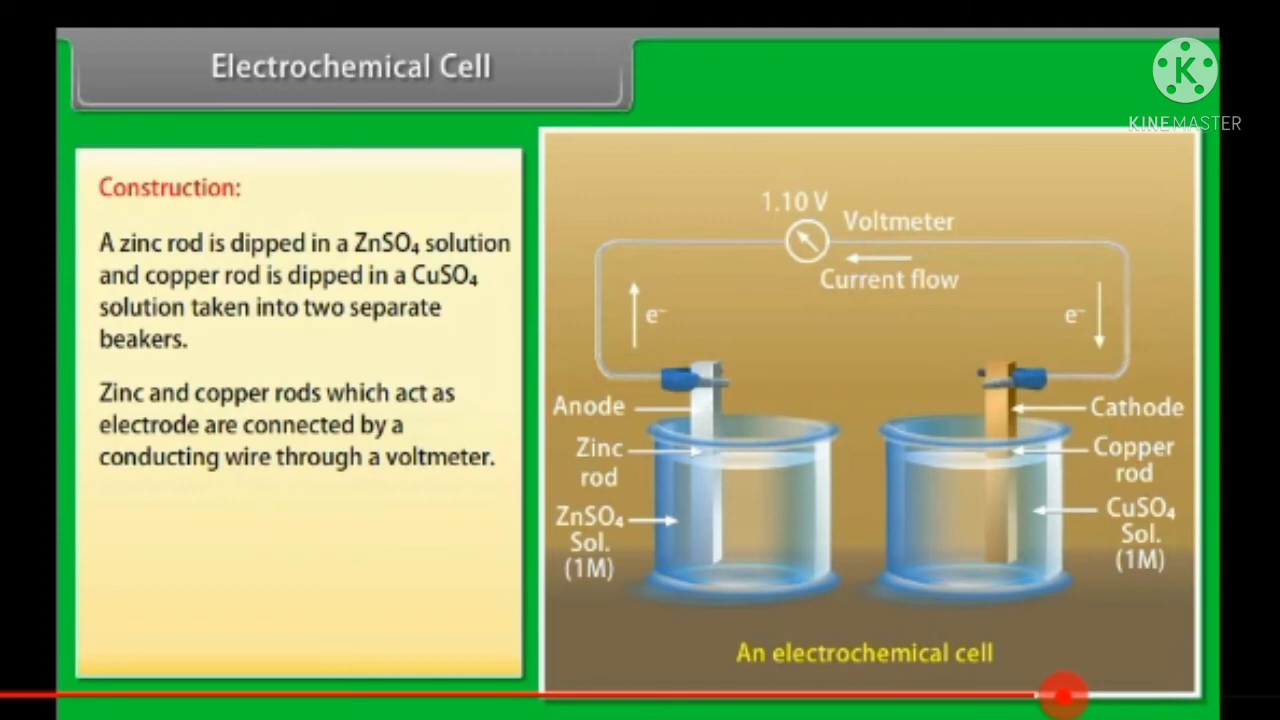 Electrochemical Cell
K
KINEMASTER
Construction:
A zinc rod is dipped in a ZnSO₄ solution
and copper rod is dipped in a CuSO₄
solution taken into two separate
beakers.
Zinc and copper rods which act as
electrode are connected by a
conducting wire through a voltmeter.
1.10 V
Voltmeter
Current flow
e⁻
e⁻
Anode
Zinc
rod
ZnSO₄
Sol.
(1M)
Cathode
Copper
rod
CuSO₄
Sol.
(1M)
An electrochemical cell